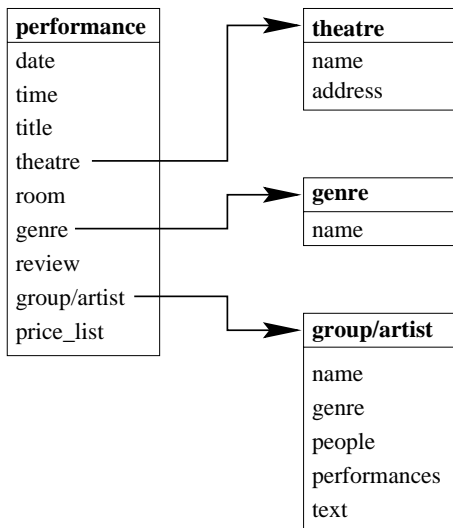 performance
date
time
title
theatre
room
genre
review
group/artist
price_list
theatre
name
address
genre
name
group/artist
name
genre
people
performances
text